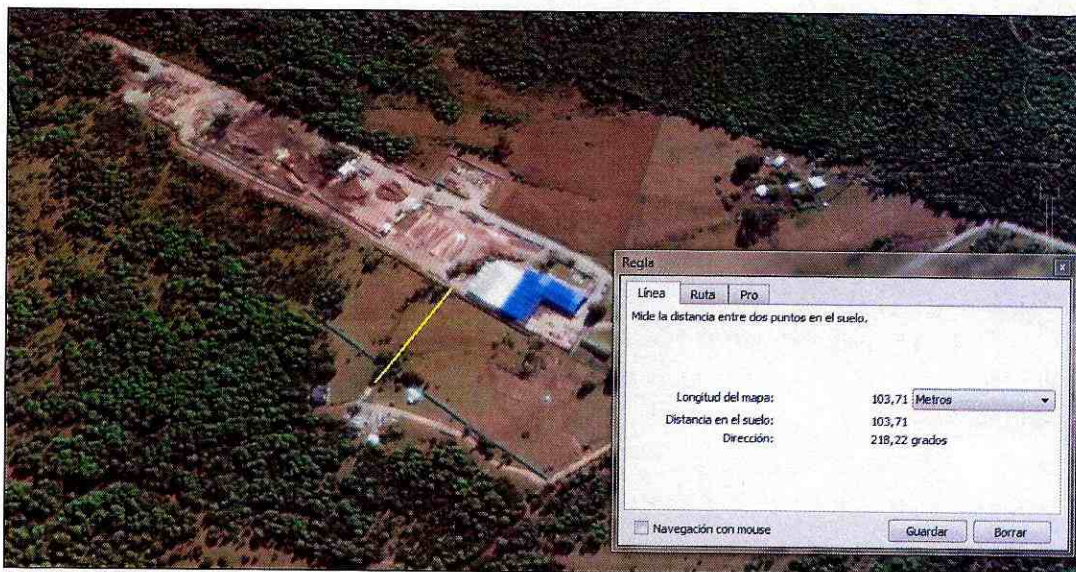 Regla
Línea Ruta Pro
Mide la distancia entre dos puntos en el suelo.
Longitud del mapa: 103,71 Metros
Distancia en el suelo: 103,71
Dirección: 218,22 grados
Navegación con mouse Guardar Borrar